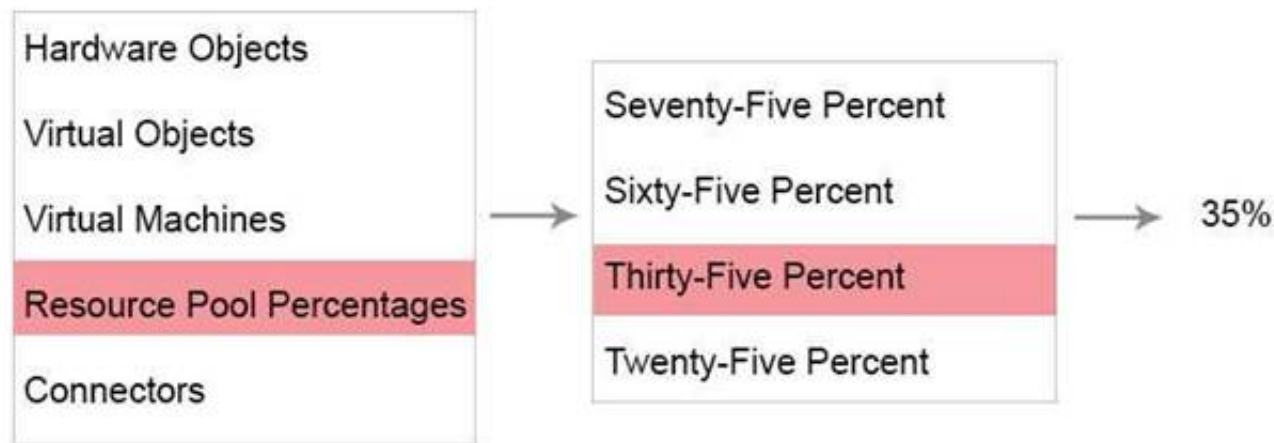 Hardware Objects
Virtual Objects
Virtual Machines
Resource Pool Percentages
Connectors
Seventy-Five Percent
Sixty-Five Percent
Thirty-Five Percent
Twenty-Five Percent
35%